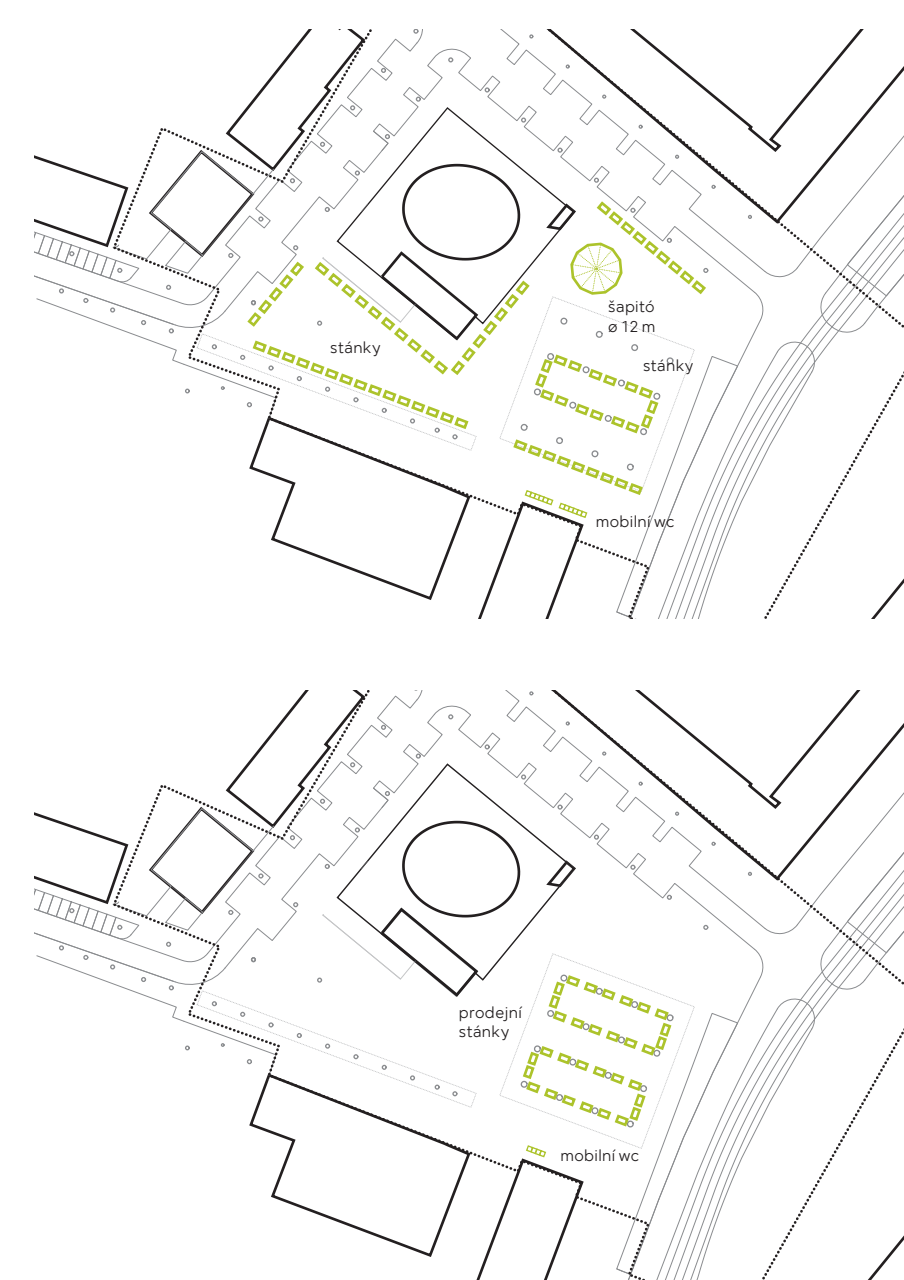 šapitó
ø 12 m
stánky
stánky
mobilní wc
prodejní
stánky
mobilní wc